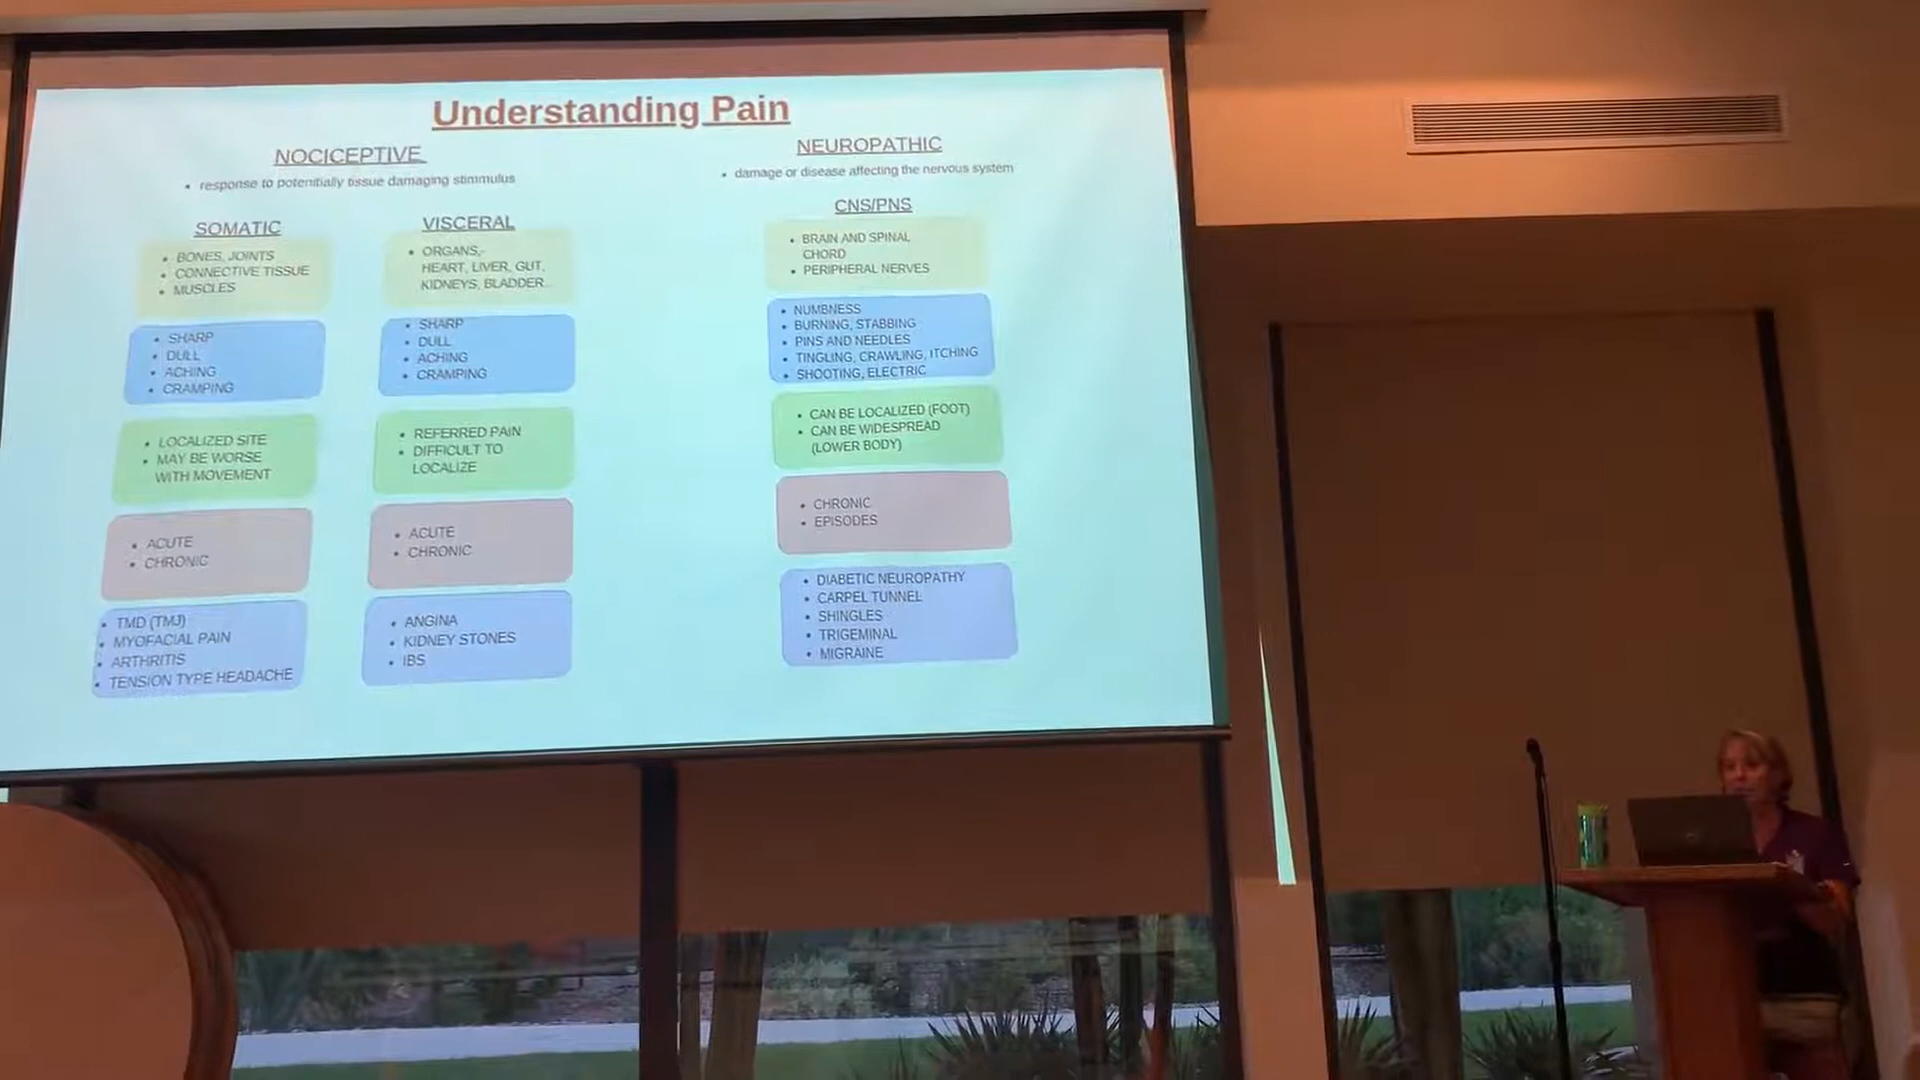 Understanding Pain
NOCICEPTIVE
• response to potenitially tissue damaging stimmulus
SOMATIC
• BONES, JOINTS
• CONNECTIVE TISSUE
• MUSCLES
• SHARP
• DULL
• ACHING
• CRAMPING
• LOCALIZED SITE
• MAY BE WORSE
WITH MOVEMENT
• ACUTE
• CHRONIC
• TMD (TMJ)
• MYOFACIAL PAIN
• ARTHRITIS
• TENSION TYPE HEADACHE
VISCERAL
• ORGANS,-
HEART, LIVER, GUT,
KIDNEYS, BLADDER...
• SHARP
• DULL
• ACHING
• CRAMPING
• REFERRED PAIN
• DIFFICULT TO
LOCALIZE
• ACUTE
• CHRONIC
• ANGINA
• KIDNEY STONES
• IBS
NEUROPATHIC
• damage or disease affecting the nervous system
CNS/PNS
• BRAIN AND SPINAL
CHORD
• PERIPHERAL NERVES
• NUMBNESS
• BURNING, STABBING
• PINS AND NEEDLES
• TINGLING, CRAWLING, ITCHING
• SHOOTING, ELECTRIC
• CAN BE LOCALIZED (FOOT)
• CAN BE WIDESPREAD
(LOWER BODY)
• CHRONIC
• EPISODES
• DIABETIC NEUROPATHY
• CARPEL TUNNEL
• SHINGLES
• TRIGEMINAL
• MIGRAINE